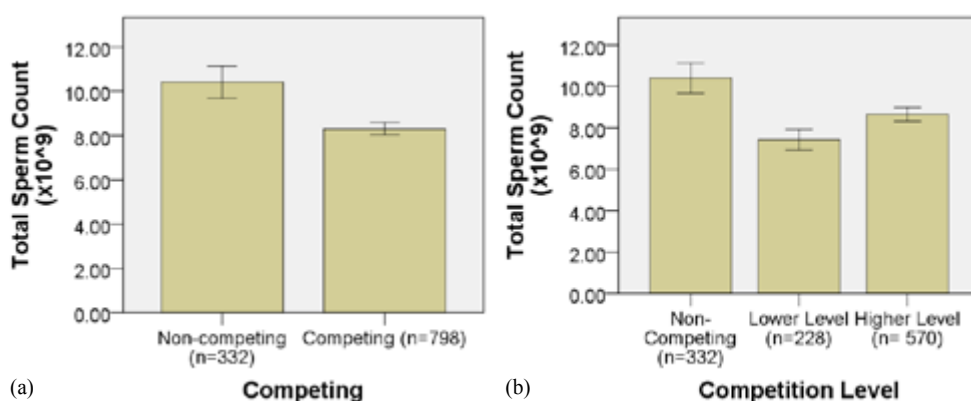 Total Sperm Count
(x10^9)
12.00
10.00
8.00
6.00
4.00
2.00
0.00
Non-competing
(n=332)
Competing (n=798)
(a)
Competing
Total Sperm Count
(x10^9)
12.00
10.00
8.00
6.00
4.00
2.00
0.00
Non-
Competing
(n=332)
Lower Level
(n=228)
Higher Level
(n= 570)
(b)
Competition Level